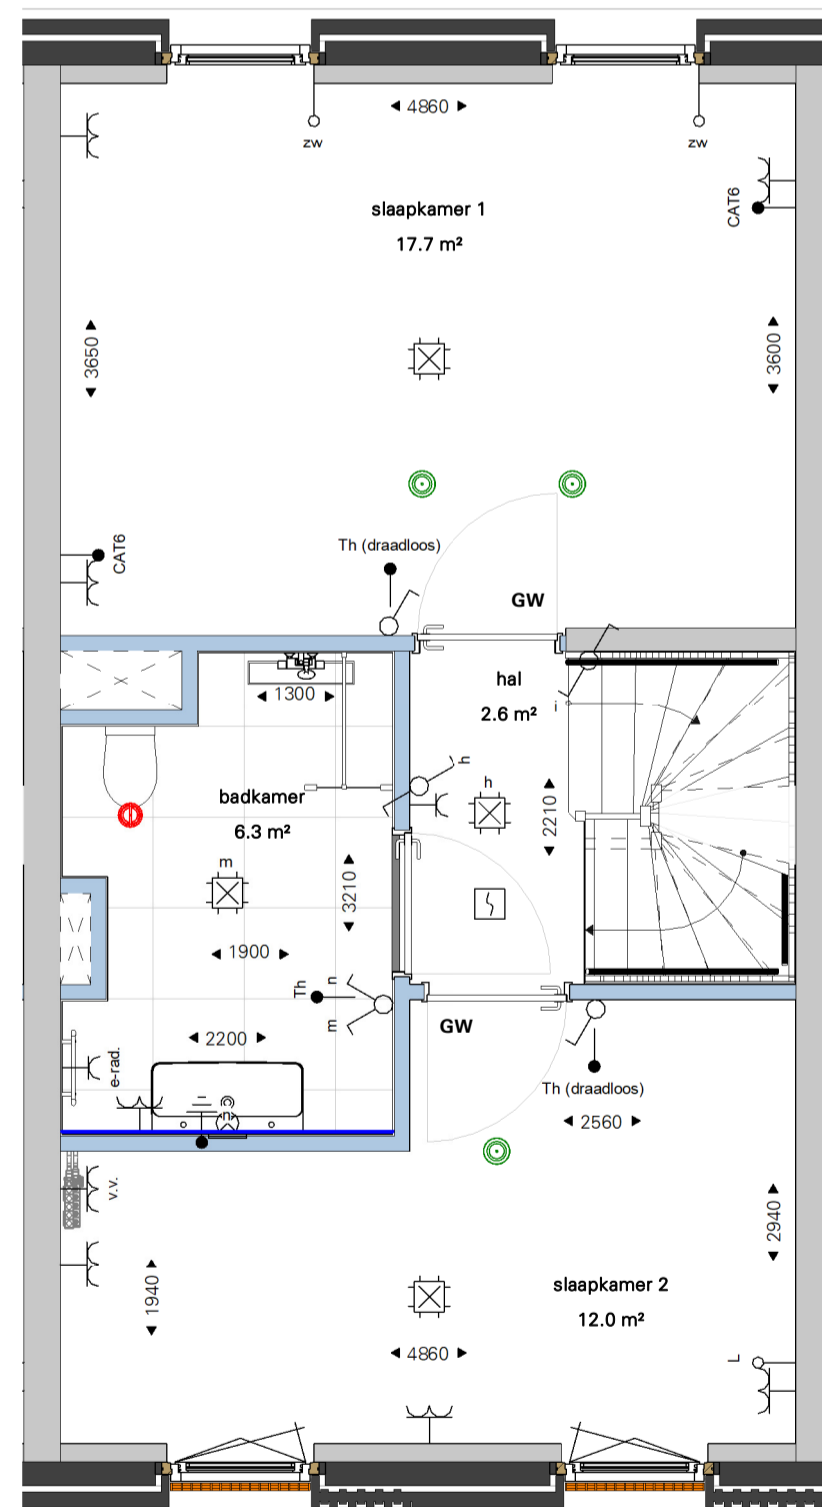 4860
zw
zw
CAT6
slaapkamer 1
17.7 m²
3650
3600
CAT6
Th (draadloos)
GW
hal
2.6 m²
1300
i
h
h
2210
badkamer
6.3 m²
m
3210
1900
n
Th
m
2200
GW
e-rad.
Th (draadloos)
2560
c
n
v.v.
2940
1940
slaapkamer 2
12.0 m²
4860
L